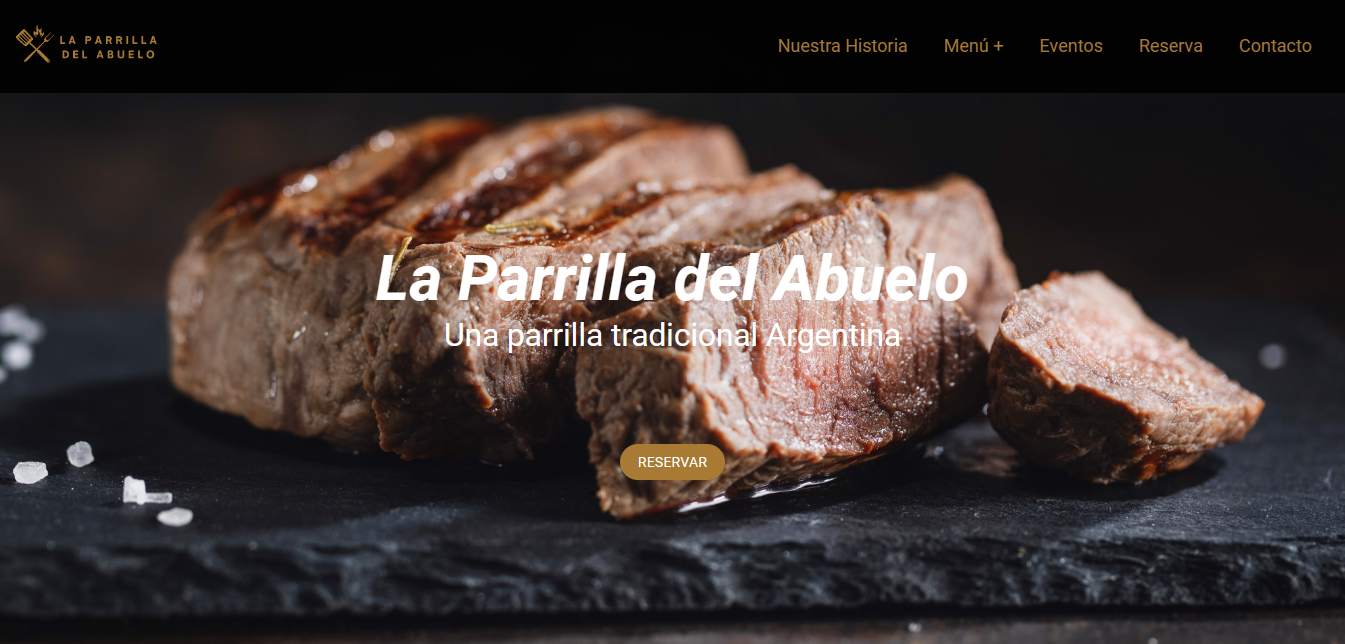 LA PARRILLA
DEL ABUELO
Nuestra Historia Menú + Eventos Reserva Contacto
La Parrilla del Abuelo
Una parrilla tradicional Argentina
RESERVAR